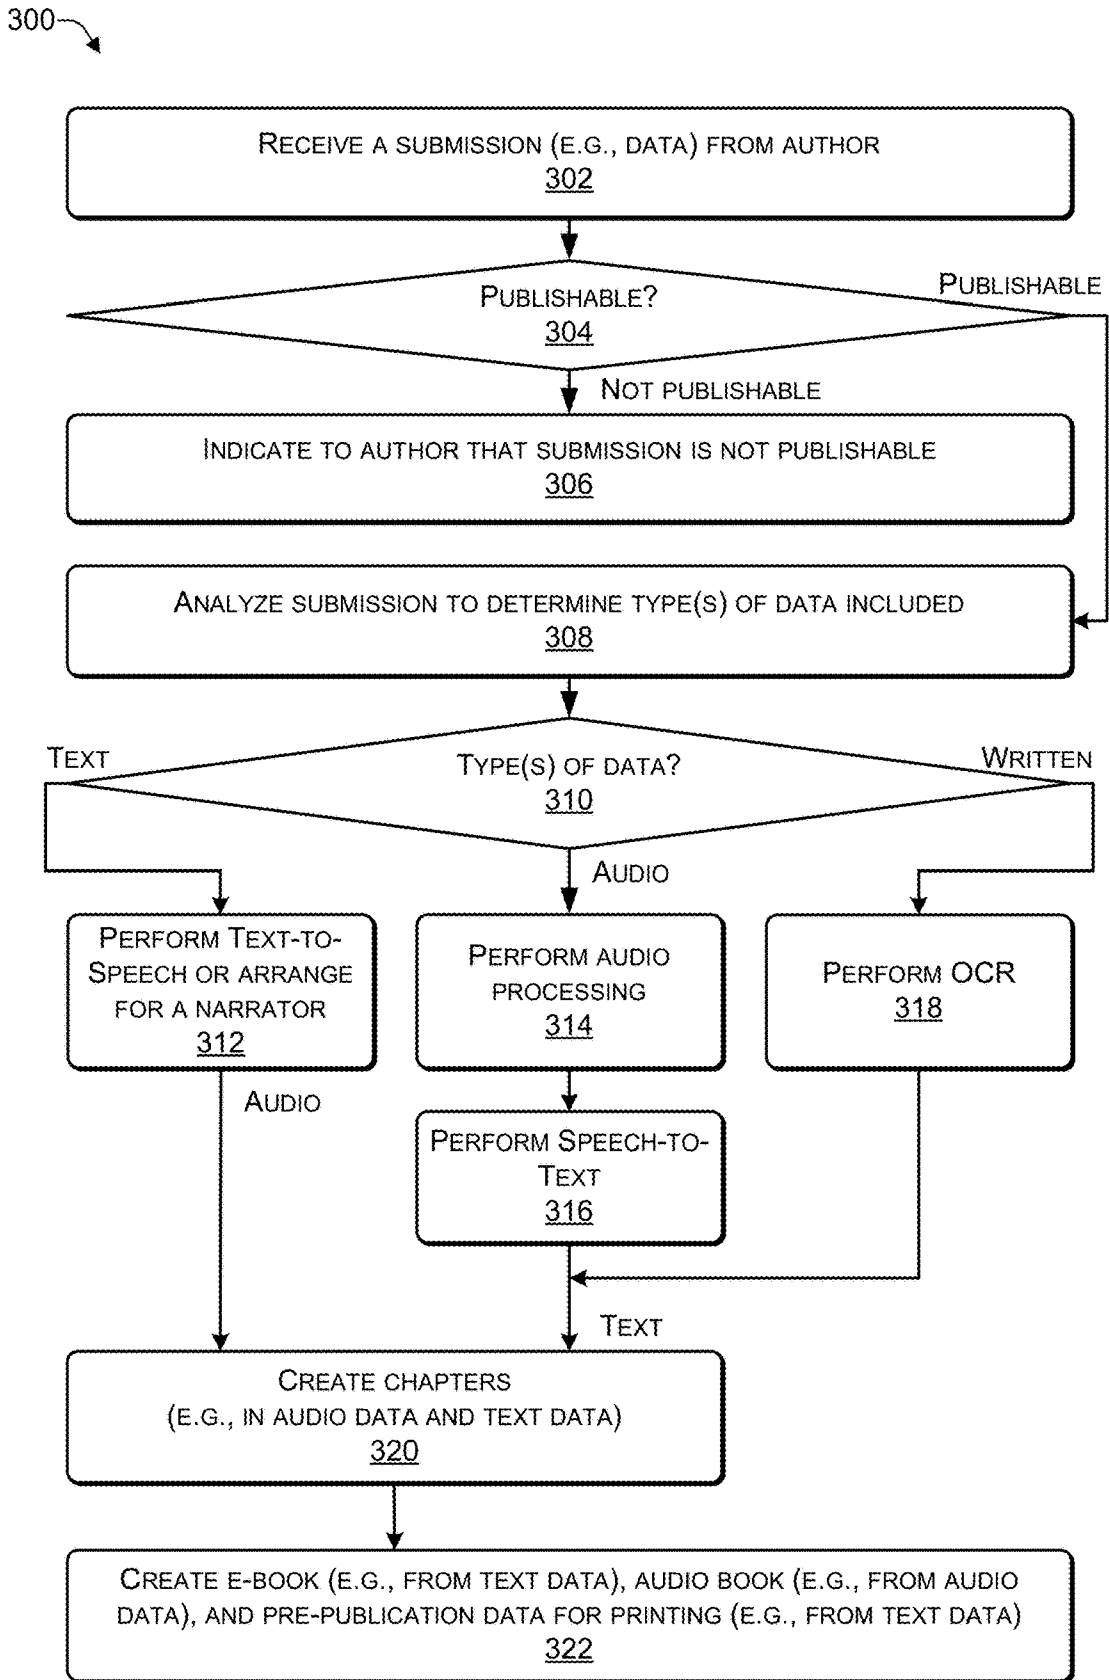 300
RECEIVE A SUBMISSION (E.G., DATA) FROM AUTHOR
302
PUBLISHABLE?
304
PUBLISHABLE
NOT PUBLISHABLE
INDICATE TO AUTHOR THAT SUBMISSION IS NOT PUBLISHABLE
306
ANALYZE SUBMISSION TO DETERMINE TYPE(S) OF DATA INCLUDED
308
TEXT
TYPE(S) OF DATA?
310
WRITTEN
AUDIO
PERFORM TEXT-TO-
SPEECH OR ARRANGE
FOR A NARRATOR
312
PERFORM AUDIO
PROCESSING
314
PERFORM OCR
318
AUDIO
PERFORM SPEECH-TO-
TEXT
316
TEXT
CREATE CHAPTERS
(E.G., IN AUDIO DATA AND TEXT DATA)
320
CREATE E-BOOK (E.G., FROM TEXT DATA), AUDIO BOOK (E.G., FROM AUDIO
DATA), AND PRE-PUBLICATION DATA FOR PRINTING (E.G., FROM TEXT DATA)
322